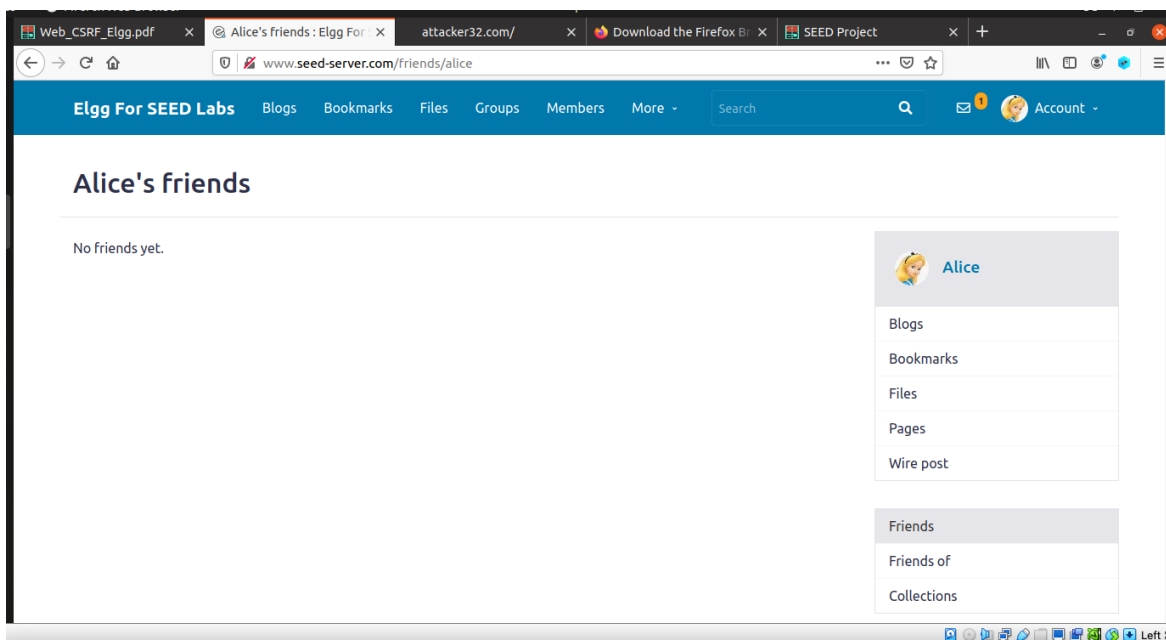 Web_CSRF_Elgg.pdf
Alice's friends : Elgg For
attacker32.com/
Download the Firefox Br
SEED Project
www.seed-server.com/friends/alice
Elgg For SEED Labs Blogs Bookmarks Files Groups Members More Search 1 Account
Alice's friends
No friends yet.
Alice
Blogs
Bookmarks
Files
Pages
Wire post
Friends
Friends of
Collections
Left